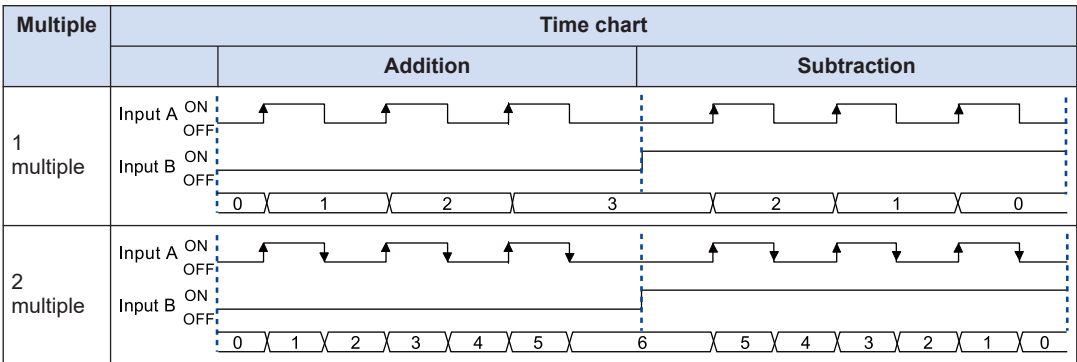 Multiple Time chart
Addition Subtraction
1 multiple
Input A ON
OFF
Input B ON
OFF
0 1 2 3 2 1 0
2 multiple
Input A ON
OFF
Input B ON
OFF
0 1 2 3 4 5 6 5 4 3 2 1 0